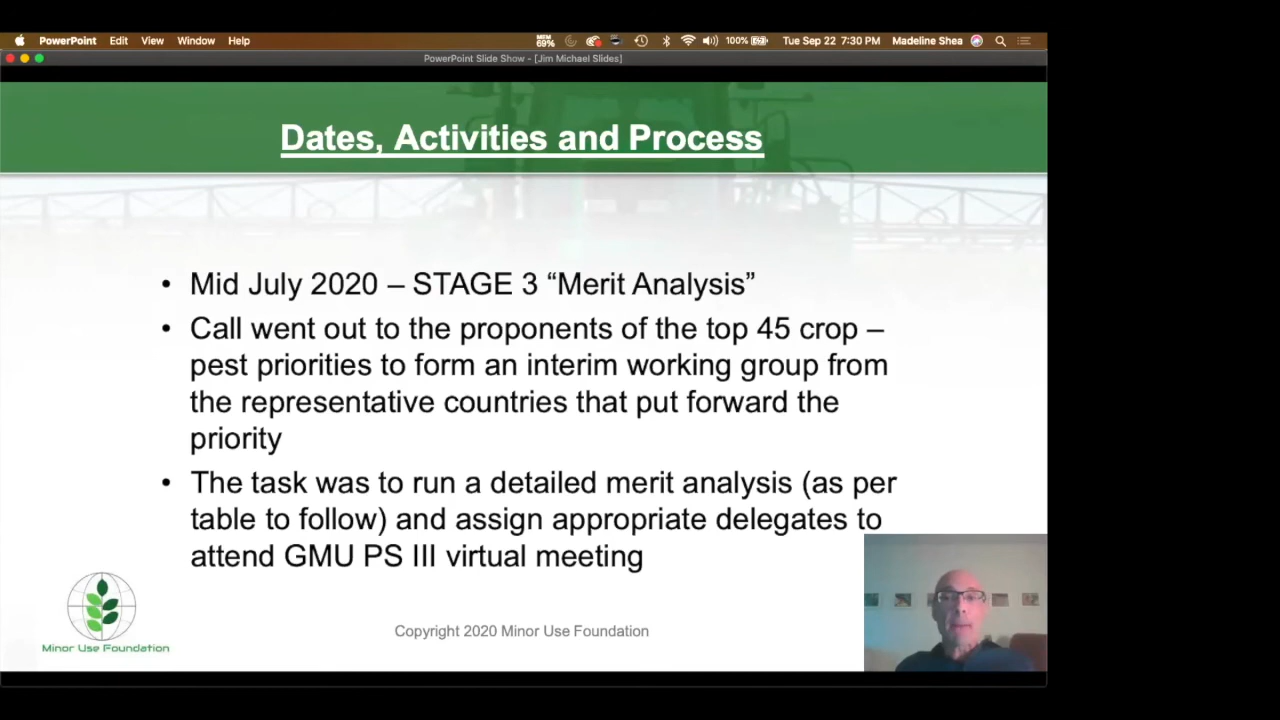 PowerPoint Edit View Window Help MEM 69% 100% Tue Sep 22 7:30 PM Madeline Shea
PowerPoint Slide Show - [Jim Michael Slides]
Dates, Activities and Process
• Mid July 2020 – STAGE 3 “Merit Analysis”
• Call went out to the proponents of the top 45 crop –
pest priorities to form an interim working group from
the representative countries that put forward the
priority
• The task was to run a detailed merit analysis (as per
table to follow) and assign appropriate delegates to
attend GMU PS III virtual meeting
Copyright 2020 Minor Use Foundation
Minor Use Foundation